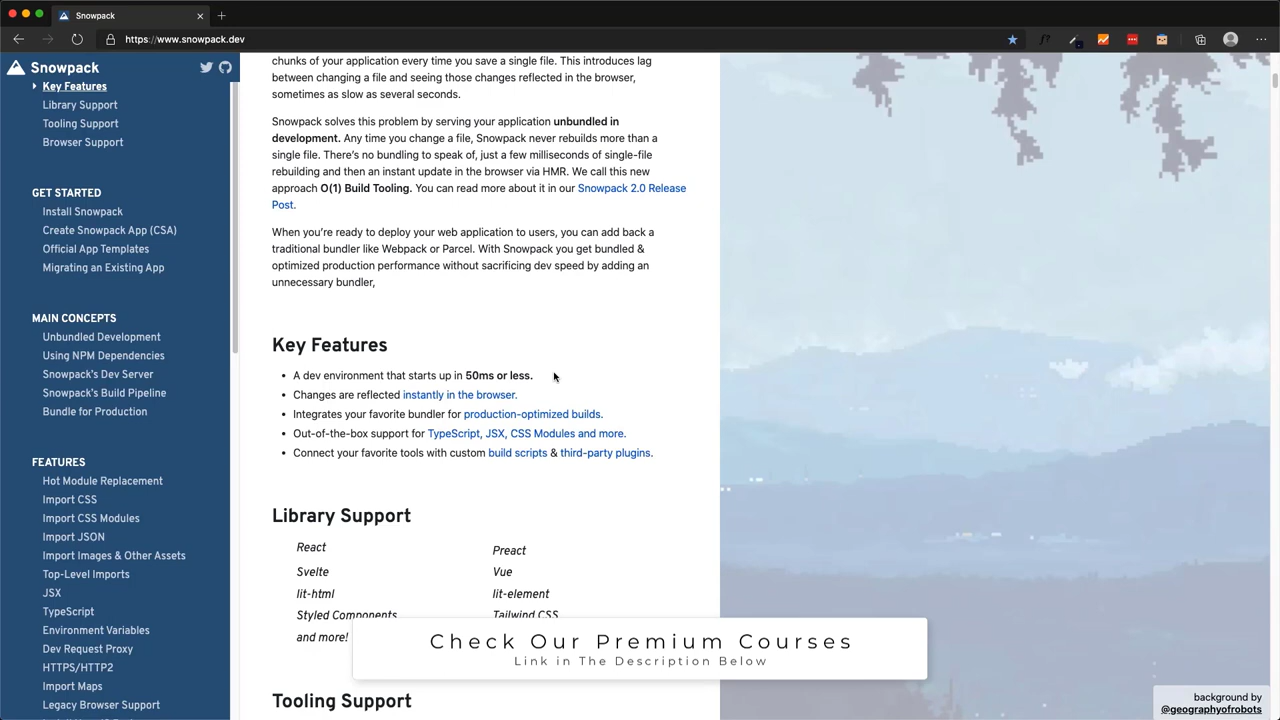 Snowpack
https://www.snowpack.dev
Snowpack
Key Features
Library Support
Tooling Support
Browser Support
GET STARTED
Install Snowpack
Create Snowpack App (CSA)
Official App Templates
Migrating an Existing App
MAIN CONCEPTS
Unbundled Development
Using NPM Dependencies
Snowpack's Dev Server
Snowpack's Build Pipeline
Bundle for Production
FEATURES
Hot Module Replacement
Import CSS
Import CSS Modules
Import JSON
Import Images & Other Assets
Top-Level Imports
JSX
TypeScript
Environment Variables
Dev Request Proxy
HTTPS/HTTP2
Import Maps
Legacy Browser Support
chunks of your application every time you save a single file. This introduces lag
between changing a file and seeing those changes reflected in the browser,
sometimes as slow as several seconds.
Snowpack solves this problem by serving your application unbundled in
development. Any time you change a file, Snowpack never rebuilds more than a
single file. There's no bundling to speak of, just a few milliseconds of single-file
rebuilding and then an instant update in the browser via HMR. We call this new
approach O(1) Build Tooling. You can read more about it in our Snowpack 2.0 Release
Post.
When you're ready to deploy your web application to users, you can add back a
traditional bundler like Webpack or Parcel. With Snowpack you get bundled &
optimized production performance without sacrificing dev speed by adding an
unnecessary bundler,
Key Features
• A dev environment that starts up in 50ms or less.
• Changes are reflected instantly in the browser.
• Integrates your favorite bundler for production-optimized builds.
• Out-of-the-box support for TypeScript, JSX, CSS Modules and more.
• Connect your favorite tools with custom build scripts & third-party plugins.
Library Support
React
Preact
Svelte
Vue
lit-html
lit-element
Styled Components
Tailwind CSS
and more!
Check Our Premium Courses
Link in The Description Below
Tooling Support
background by
@geographyofrobots